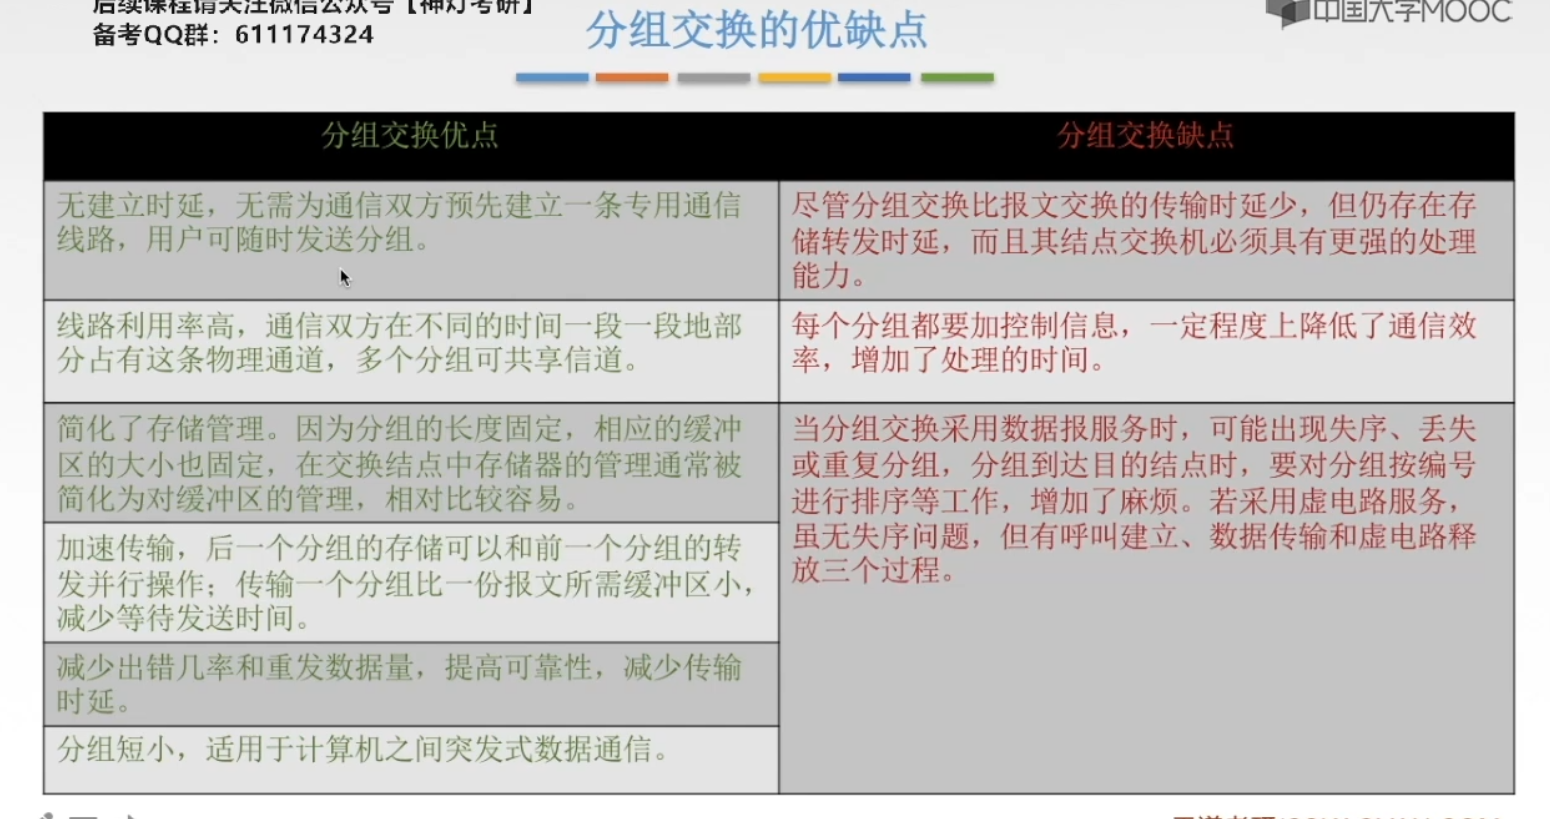 后续课程请关注微信公众号【神灯考研】
备考QQ群：611174324
中国大学MOOC
分组交换的优缺点
分组交换优点
分组交换缺点
无建立时延，无需为通信双方预先建立一条专用通信
线路，用户可随时发送分组。
尽管分组交换比报文交换的传输时延少，但仍存在存
储转发时延，而且其结点交换机必须具有更强的处理
能力。
线路利用率高，通信双方在不同的时间一段一段地部
分占有这条物理通道，多个分组可共享信道。
每个分组都要加控制信息，一定程度上降低了通信效
率，增加了处理的时间。
简化了存储管理。因为分组的长度固定，相应的缓冲
区的大小也固定，在交换结点中存储器的管理通常被
简化为对缓冲区的管理，相对比较容易。
当分组交换采用数据报服务时，可能出现失序、丢失
或重复分组，分组到达目的结点时，要对分组按编号
进行排序等工作，增加了麻烦。若采用虚电路服务，
虽无失序问题，但有呼叫建立、数据传输和虚电路释
放三个过程。
加速传输，后一个分组的存储可以和前一个分组的转
发并行操作；传输一个分组比一份报文所需缓冲区小，
减少等待发送时间。
减少出错几率和重发数据量，提高可靠性，减少传输
时延。
分组短小，适用于计算机之间突发式数据通信。